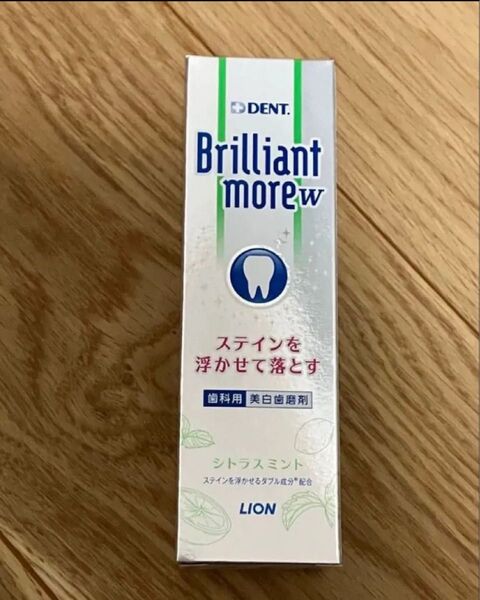 DENT.
Brilliant
more W
ステインを
浮かせて落とす
歯科用 美白歯磨剤
シトラスミント
ステインを浮かせるダブル成分※配合
LION